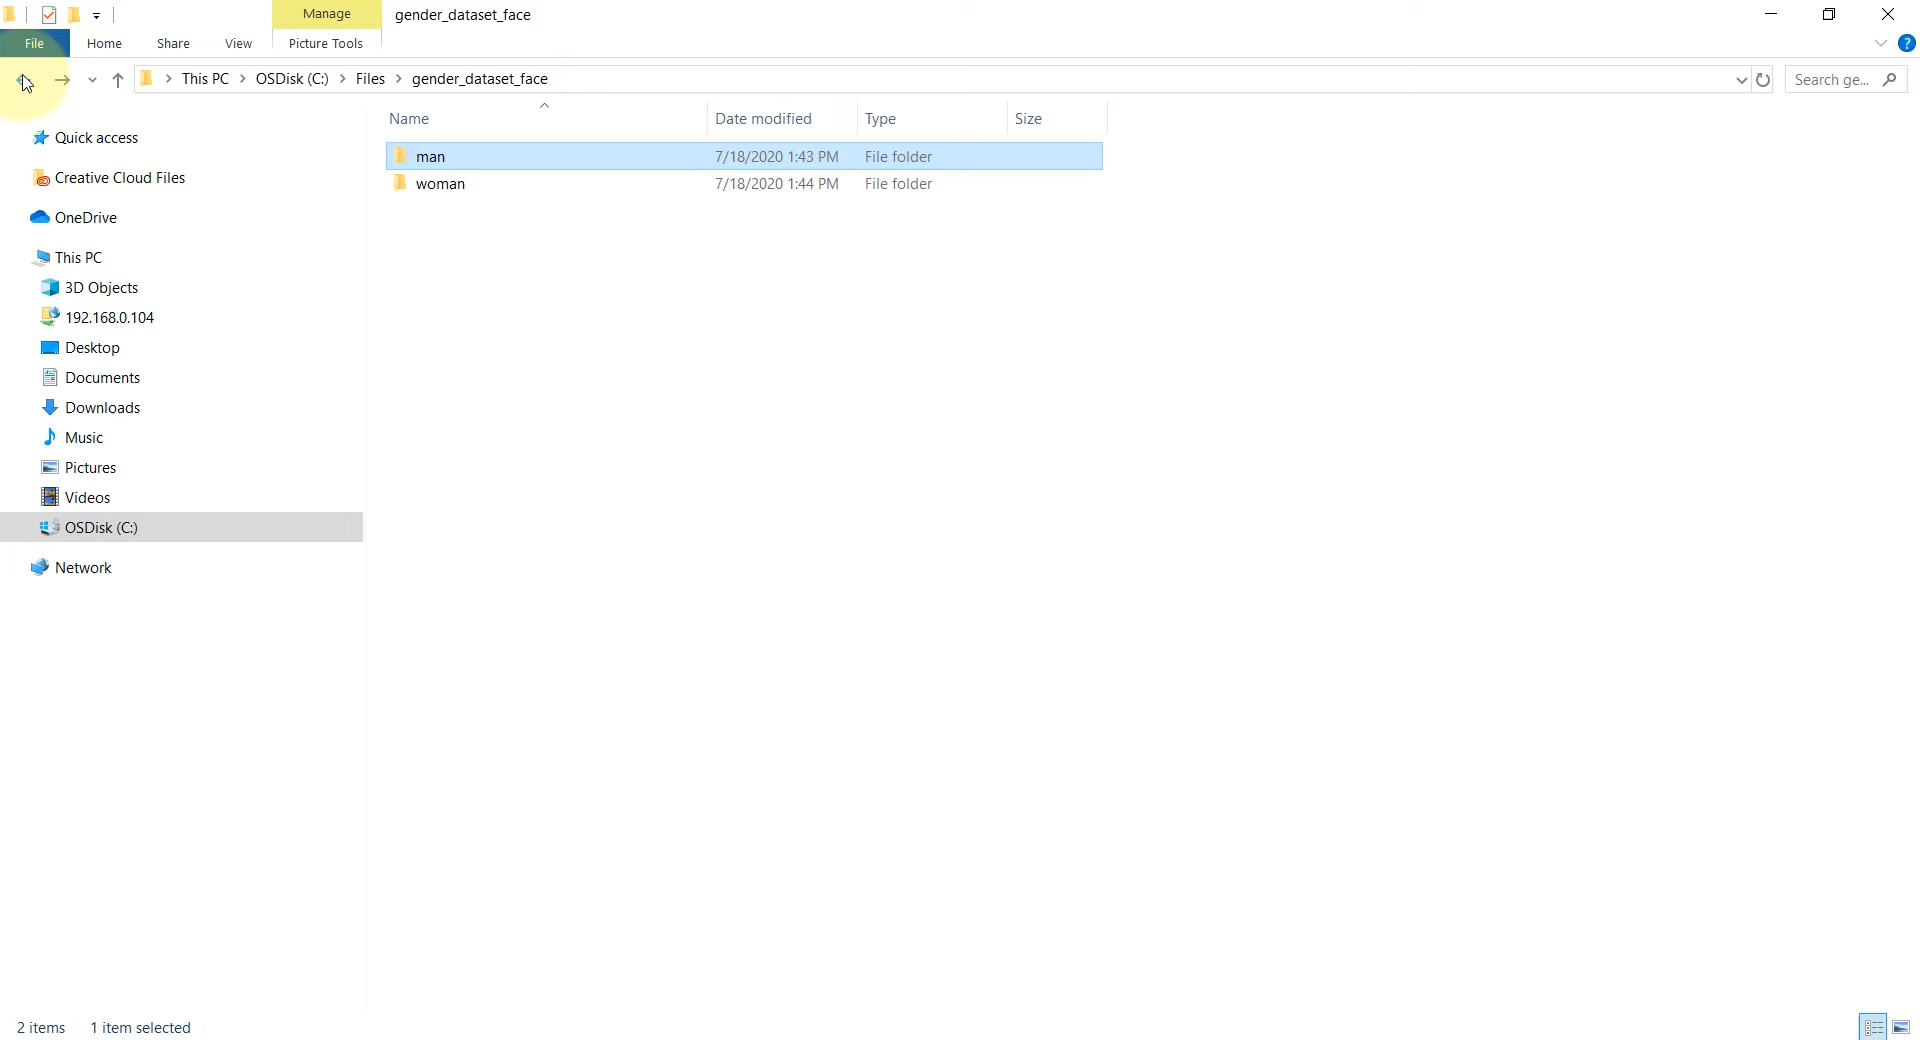 Manage
gender_dataset_face
File
Home
Share
View
Picture Tools
?
This PC
OSDisk (C:)
Files
gender_dataset_face
Search ge...
Name
Date modified
Type
Size
Quick access
man
7/18/2020 1:43 PM
File folder
Creative Cloud Files
woman
7/18/2020 1:44 PM
File folder
OneDrive
This PC
3D Objects
192.168.0.104
Desktop
Documents
Downloads
Music
Pictures
Videos
OSDisk (C:)
Network
2 items
1 item selected